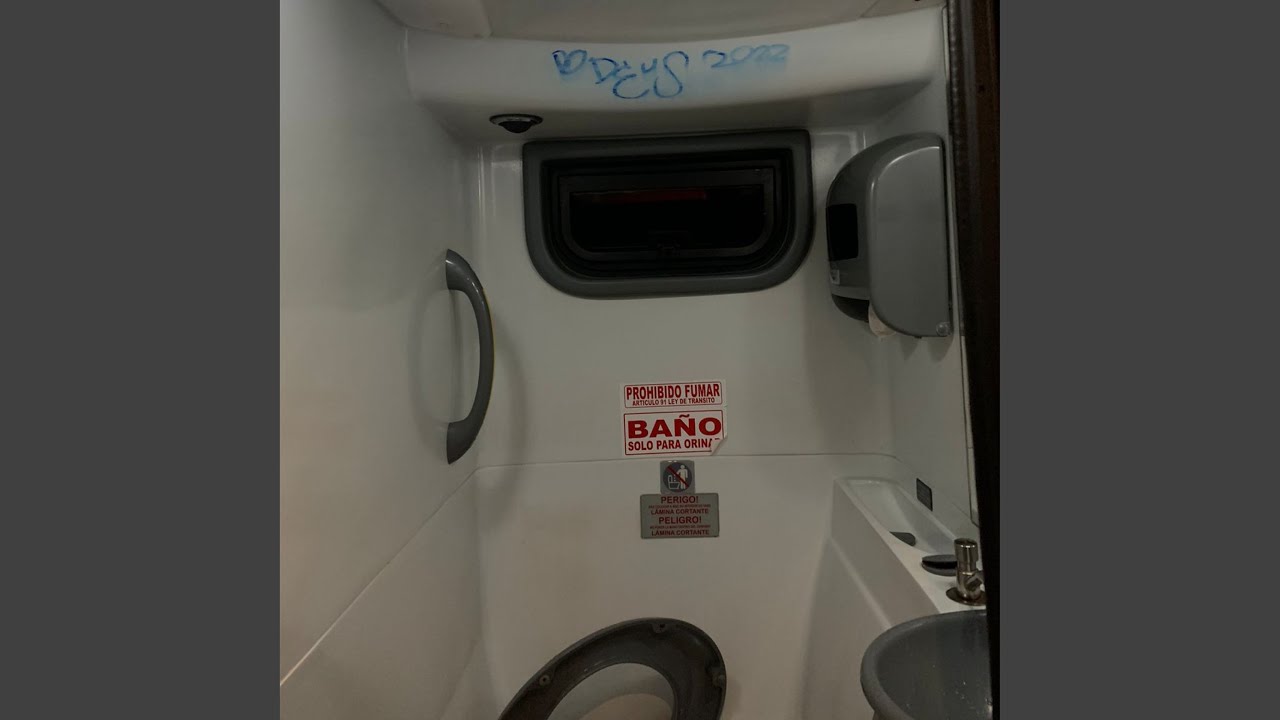 DEUS 2022
PROHIBIDO FUMAR
ARTICULO 91 LEY DE TRANSITO
BAÑO
SOLO PARA ORINA
PERIGO!
LÂMINA CORTANTE
PELIGRO!
LÁMINA CORTANTE